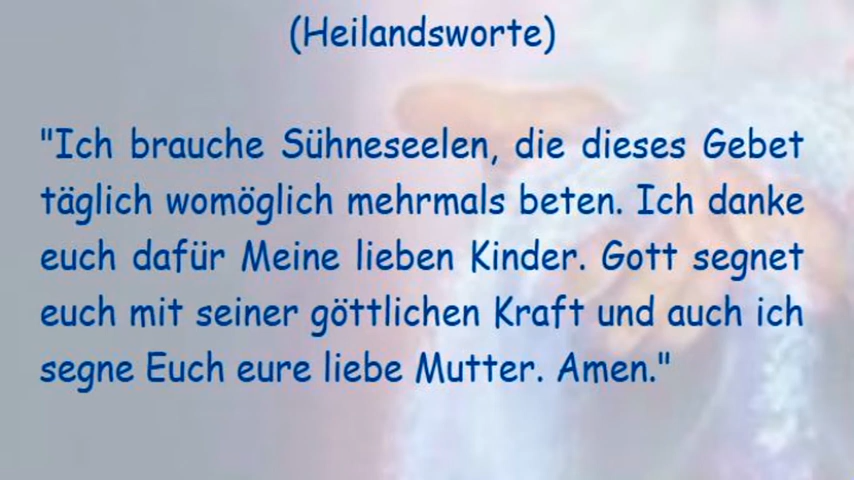 (Heilandsworte)
"Ich brauche Sühneseelen, die dieses Gebet
täglich womöglich mehrmals beten. Ich danke
euch dafür Meine lieben Kinder. Gott segnet
euch mit seiner göttlichen Kraft und auch ich
segne Euch eure liebe Mutter. Amen."